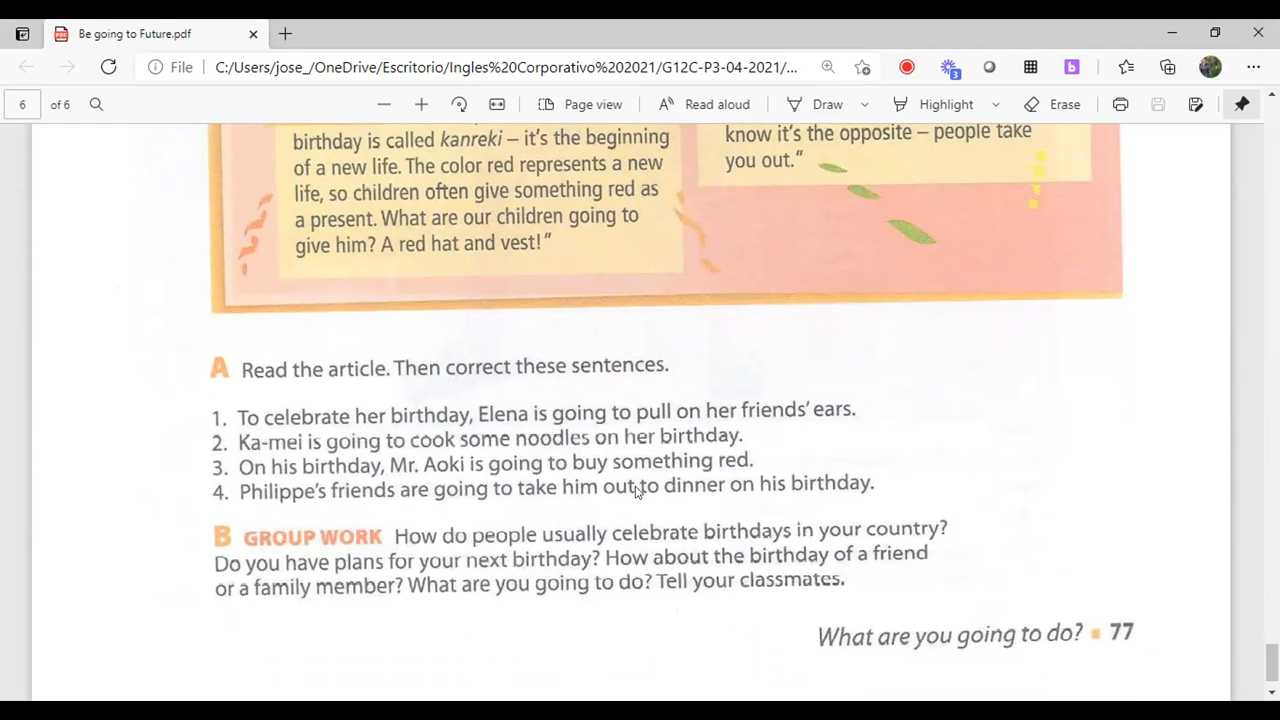 Be going to Future.pdf
File C:/Users/jose_/OneDrive/Escritorio/Ingles%20Corporativo%202021/G12C-P3-04-2021/...
3
6 of 6
Page view
Read aloud
Draw
Highlight
Erase
birthday is called kanreki – it's the beginning
of a new life. The color red represents a new
life, so children often give something red as
a present. What are our children going to
give him? A red hat and vest!"
know it's the opposite – people take
you out."
A Read the article. Then correct these sentences.
1. To celebrate her birthday, Elena is going to pull on her friends' ears.
2. Ka-mei is going to cook some noodles on her birthday.
3. On his birthday, Mr. Aoki is going to buy something red.
4. Philippe's friends are going to take him out to dinner on his birthday.
B GROUP WORK How do people usually celebrate birthdays in your country?
Do you have plans for your next birthday? How about the birthday of a friend
or a family member? What are you going to do? Tell your classmates.
What are you going to do? 77